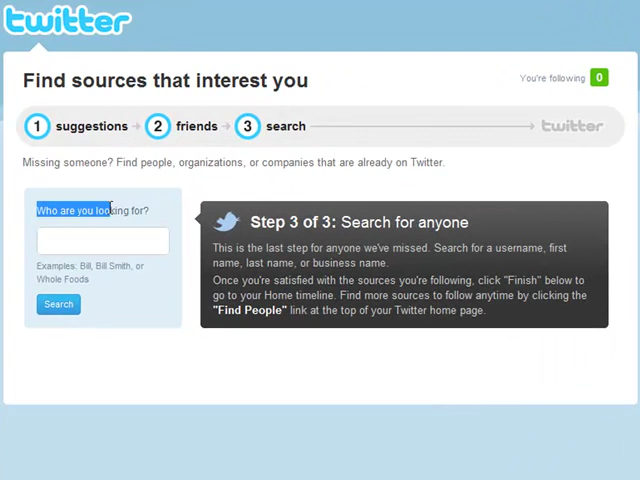 twitter
Find sources that interest you
You're following 0
1 suggestions 2 friends 3 search twitter
Missing someone? Find people, organizations, or companies that are already on Twitter.
Who are you looking for?
Examples: Bill, Bill Smith, or
Whole Foods
Search
Step 3 of 3: Search for anyone
This is the last step for anyone we've missed. Search for a username, first
name, last name, or business name.
Once you're satisfied with the sources you're following, click "Finish" below to
go to your Home timeline. Find more sources to follow anytime by clicking the
"Find People" link at the top of your Twitter home page.